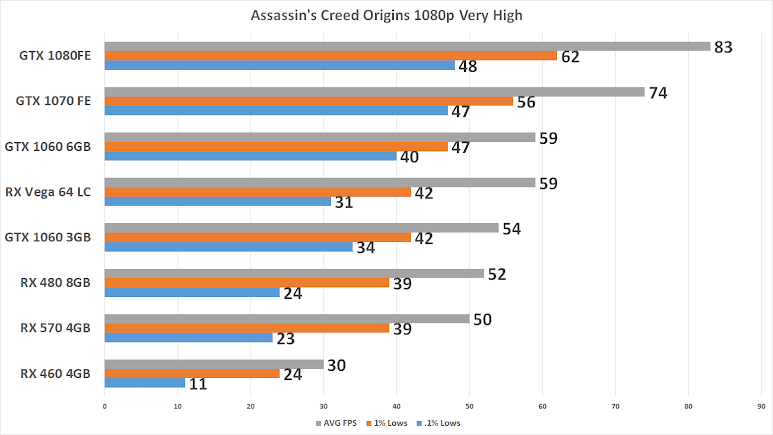 Assassin's Creed Origins 1080p Very High
GTX 1080FE 83
62
48
GTX 1070 FE 74
56
47
GTX 1060 6GB 59
47
40
RX Vega 64 LC 59
42
31
GTX 1060 3GB 54
42
34
RX 480 8GB 52
39
24
RX 570 4GB 50
39
23
RX 460 4GB 30
24
11
0 10 20 30 40 50 60 70 80 90
AVG FPS 1% Lows .1% Lows